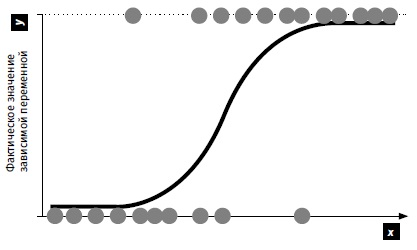 y
Фактическое значение
зависимой переменной
x